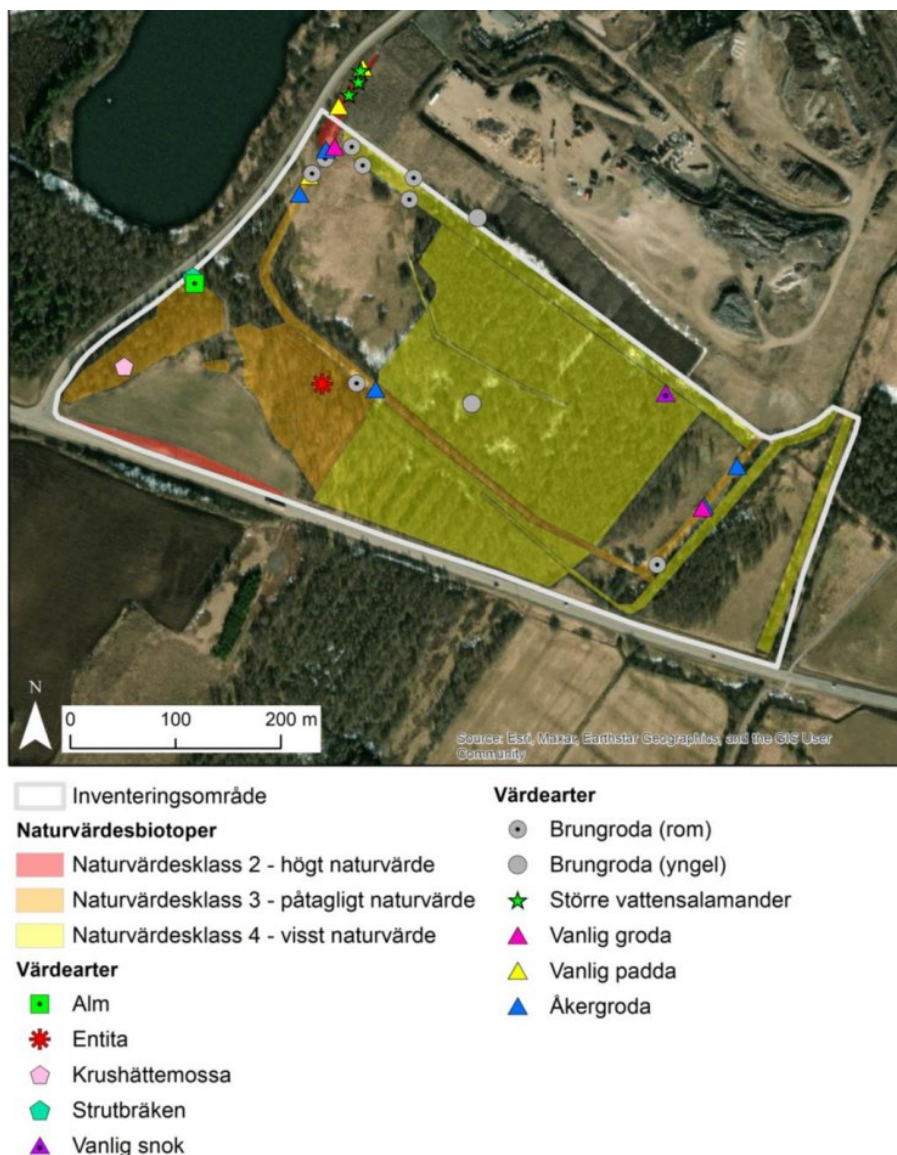 N
0 100 200 m
Source: Esri, Maxar, Earthstar Geographics, and the GIS User
Community
Inventeringsområde
Naturvärdesbiotoper
Naturvärdesklass 2 - högt naturvärde
Naturvärdesklass 3 - påtagligt naturvärde
Naturvärdesklass 4 - visst naturvärde
Värdearter
Alm
Entita
Krushättemossa
Strutbräken
Vanlig snok
Värdearter
Brungroda (rom)
Brungroda (yngel)
Större vattensalamander
Vanlig groda
Vanlig padda
Åkergroda